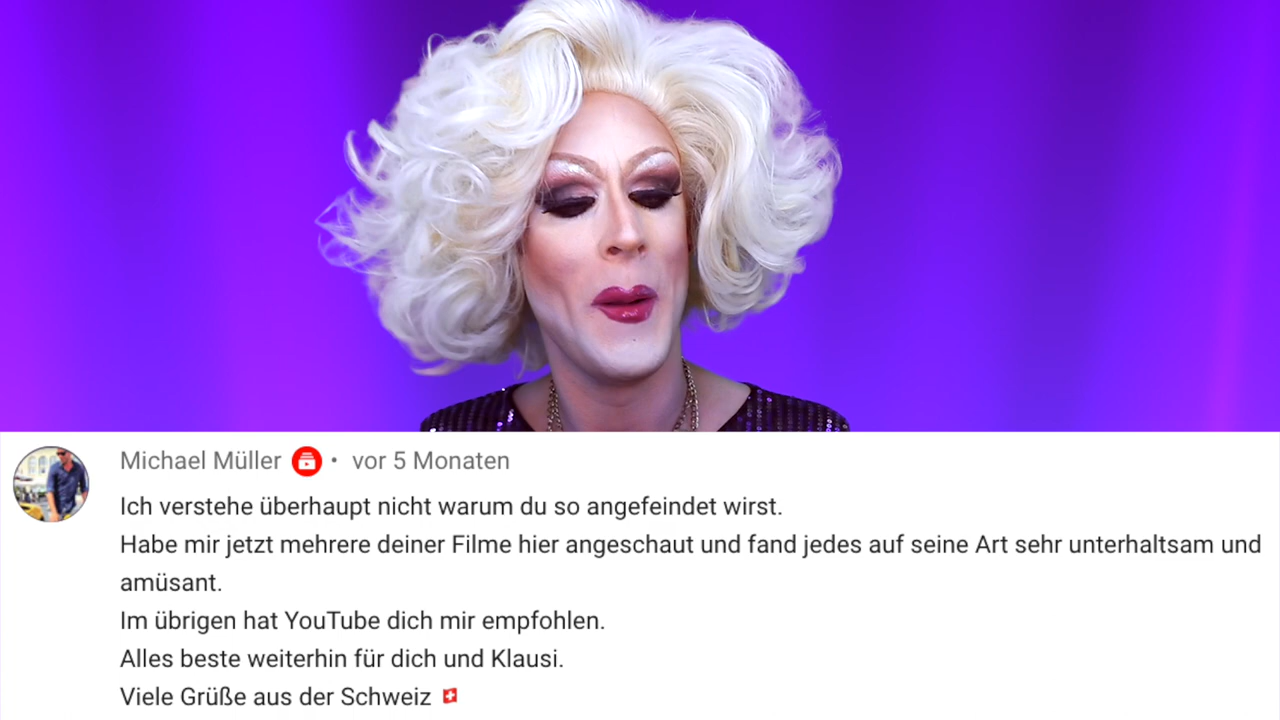 Michael Müller • vor 5 Monaten
Ich verstehe überhaupt nicht warum du so angefeindet wirst.
Habe mir jetzt mehrere deiner Filme hier angeschaut und fand jedes auf seine Art sehr unterhaltsam und
amüsant.
Im übrigen hat YouTube dich mir empfohlen.
Alles beste weiterhin für dich und Klausi.
Viele Grüße aus der Schweiz 🇨🇭